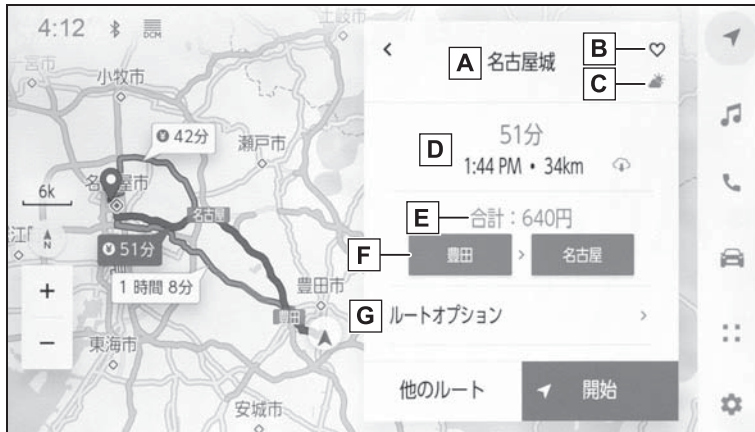 4:12
DCM
土岐市
一宮市
小牧市
42分
瀬戸市
6k
名 屋市
名古屋
N
51分
1 時間 8分
豊田市
豊田
東海市
安城市
A 名古屋城
B
C
D 51分
1:44 PM • 34km
E 合計：640円
F 豊田 > 名古屋
G ルートオプション >
他のルート
開始